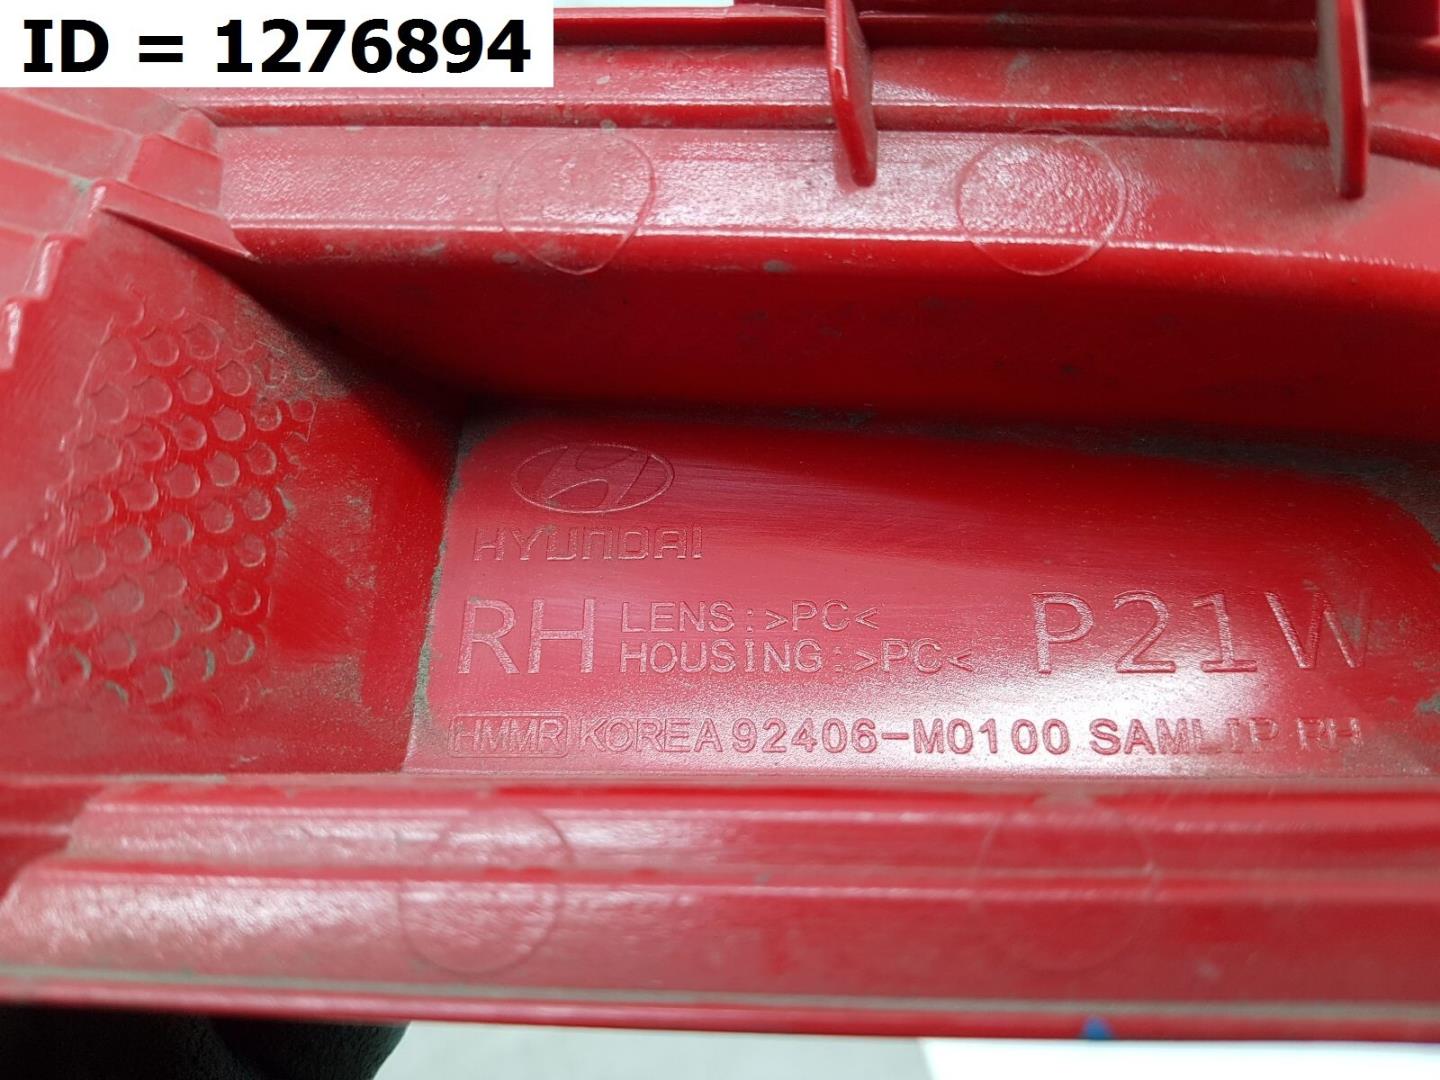 ID = 1276894
HYUNDAI
RH LENS:>PC< P21W
HOUSING:>PC<
HMMR KOREA 92406-M0100 SAMLIP RH